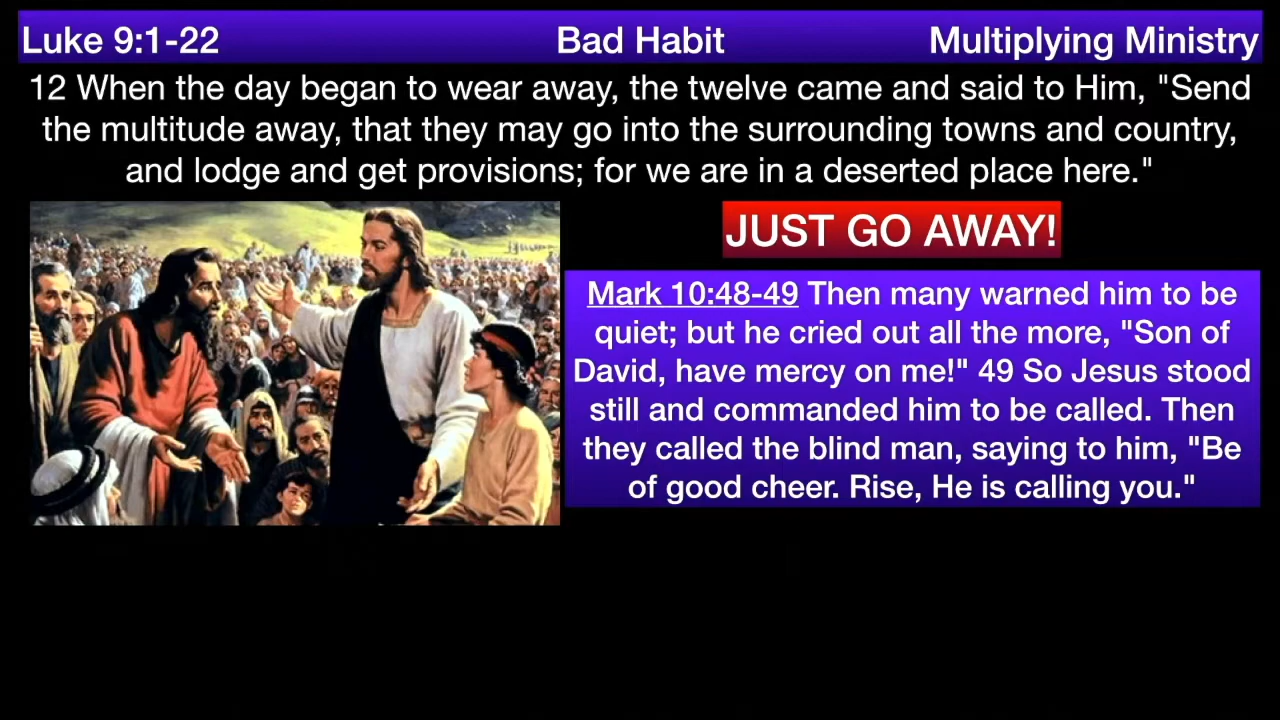 Luke 9:1-22 Bad Habit Multiplying Ministry
12 When the day began to wear away, the twelve came and said to Him, "Send
the multitude away, that they may go into the surrounding towns and country,
and lodge and get provisions; for we are in a deserted place here."
JUST GO AWAY!
Mark 10:48-49 Then many warned him to be
quiet; but he cried out all the more, "Son of
David, have mercy on me!" 49 So Jesus stood
still and commanded him to be called. Then
they called the blind man, saying to him, "Be
of good cheer. Rise, He is calling you."